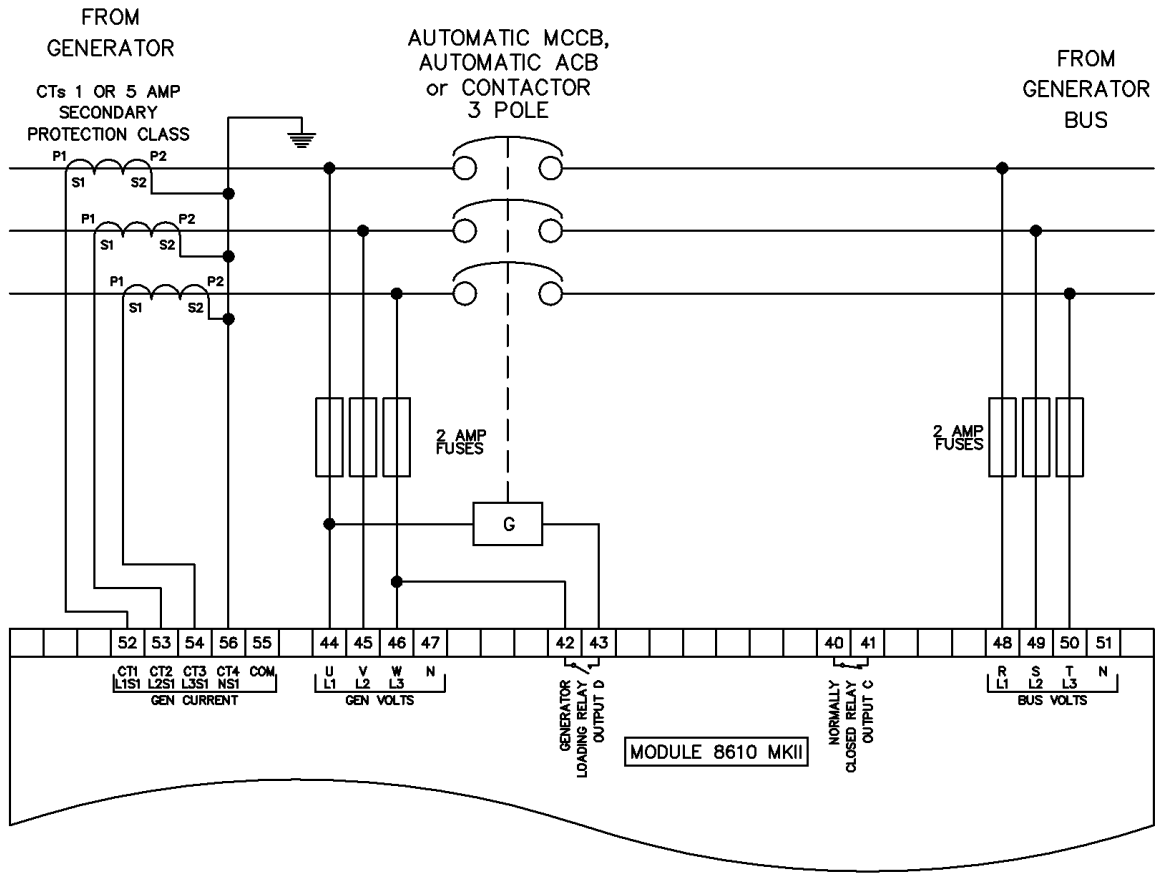 FROM
GENERATOR
CTs 1 OR 5 AMP
SECONDARY
PROTECTION CLASS
AUTOMATIC MCCB,
AUTOMATIC ACB
or CONTACTOR
3 POLE
FROM
GENERATOR
BUS
P1 P2
S1 S2
P1 P2
S1 S2
P1 P2
S1 S2
2 AMP
FUSES
2 AMP
FUSES
G
52 53 54 56 55 44 45 46 47 42 43 40 41 48 49 50 51
CT1 CT2 CT3 CT4 COM
L1S1 L2S1 L3S1 NS1
GEN CURRENT
U V W N
L1 L2 L3
GEN VOLTS
GENERATOR
LOADING RELAY
OUTPUT D
NORMALLY
CLOSED RELAY
OUTPUT C
R S T N
L1 L2 L3
BUS VOLTS
MODULE 8610 MKII